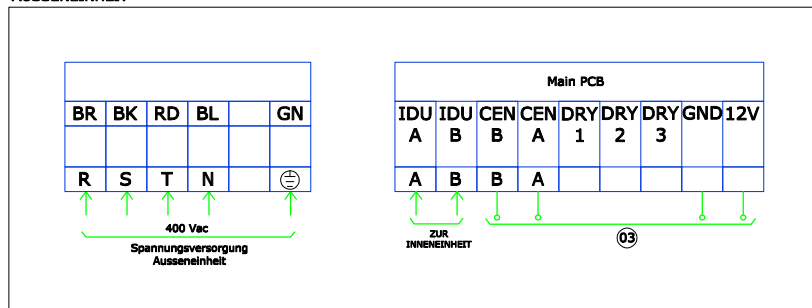 BR BK RD BL GN
R S T N
400 Vac
Spannungsversorgung
Ausseneinheit
Main PCB
IDU IDU CEN CEN DRY DRY DRY GND 12V
A B B A 1 2 3
A B B A
ZUR
INNENEINHEIT
03